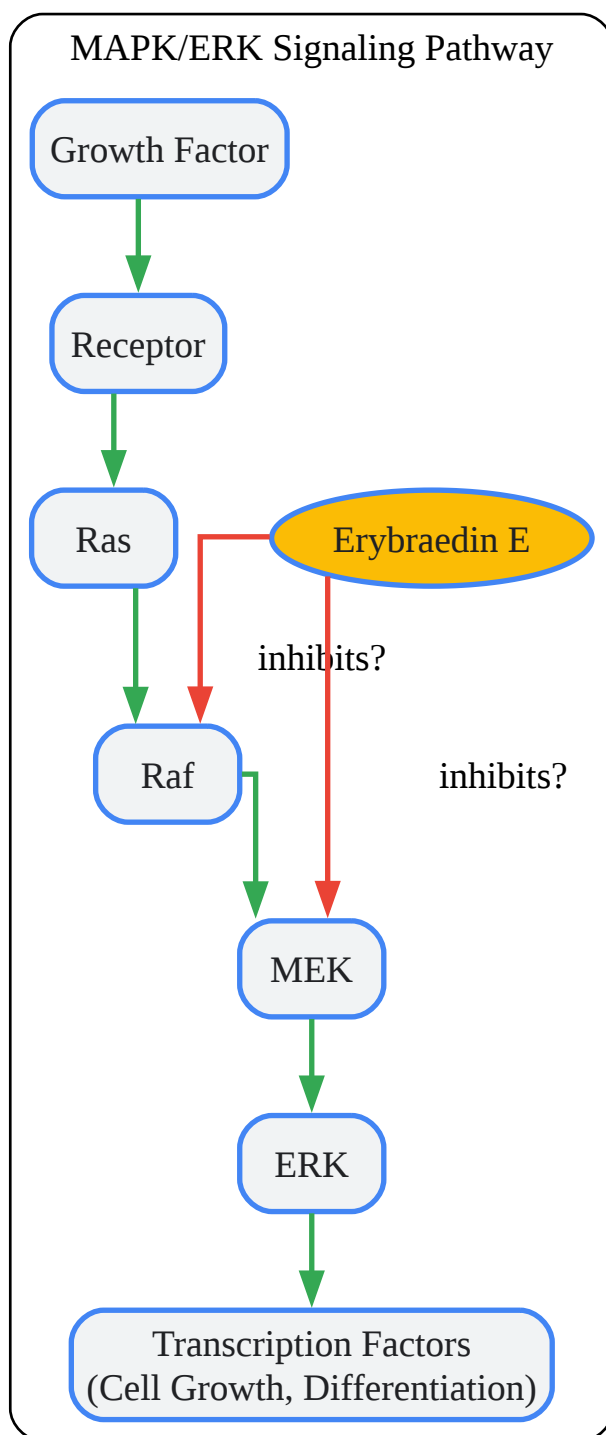 MAPK/ERK Signaling Pathway
Growth Factor
Receptor
Ras
Erybraedin E
inhibits?
Raf
inhibits?
MEK
ERK
Transcription Factors
(Cell Growth, Differentiation)